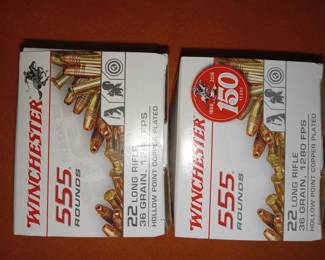 WINCHESTER
555
ROUNDS
22 LONG RIFLE
36 GRAIN, 1280 FPS
HOLLOW POINT COPPER PLATED
150
YEARS
WINCHESTER
555
ROUNDS
22 LONG RIFLE
36 GRAIN, 1280 FPS
HOLLOW POINT COPPER PLATED